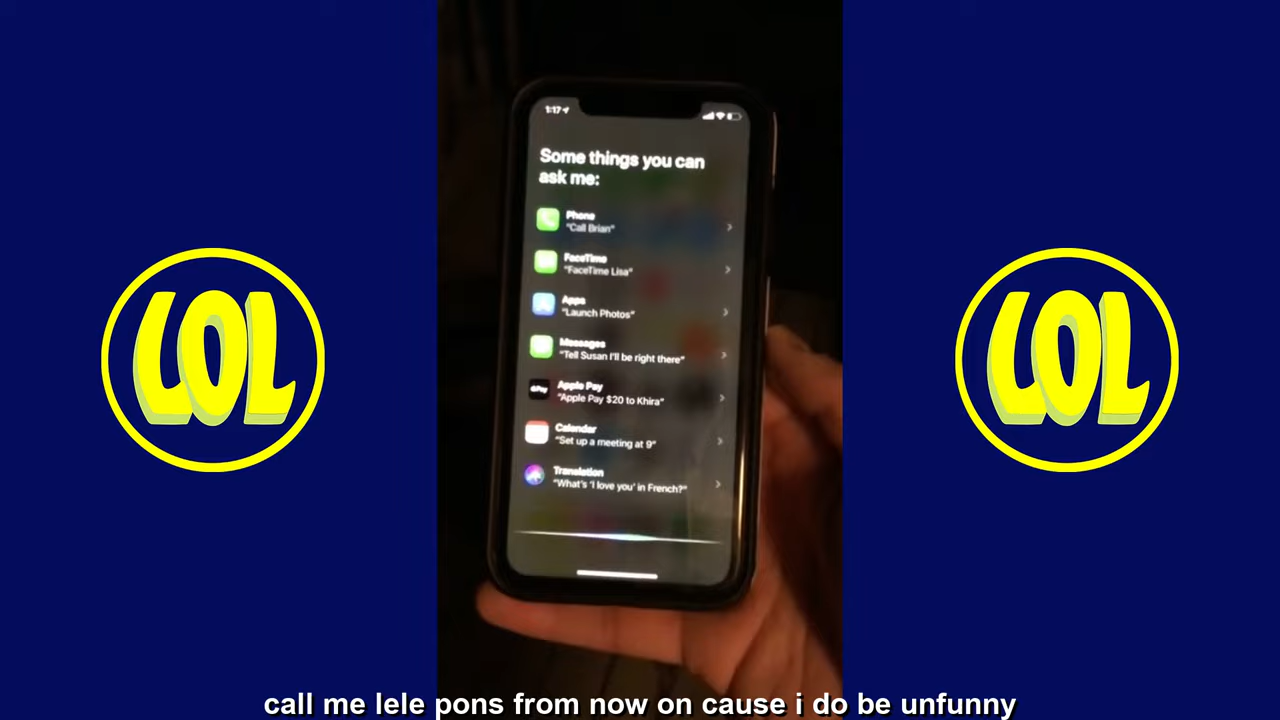 1:17
Some things you can
ask me:
Phone
"Call Brian"
FaceTime
"FaceTime Lisa"
Apps
"Launch Photos"
Messages
"Tell Susan I'll be right there"
Pay
Apple Pay
"Apple Pay $20 to Khira"
Calendar
"Set up a meeting at 9"
Translation
"What's 'I love you' in French?"
LOL
LOL
call me lele pons from now on cause i do be unfunny